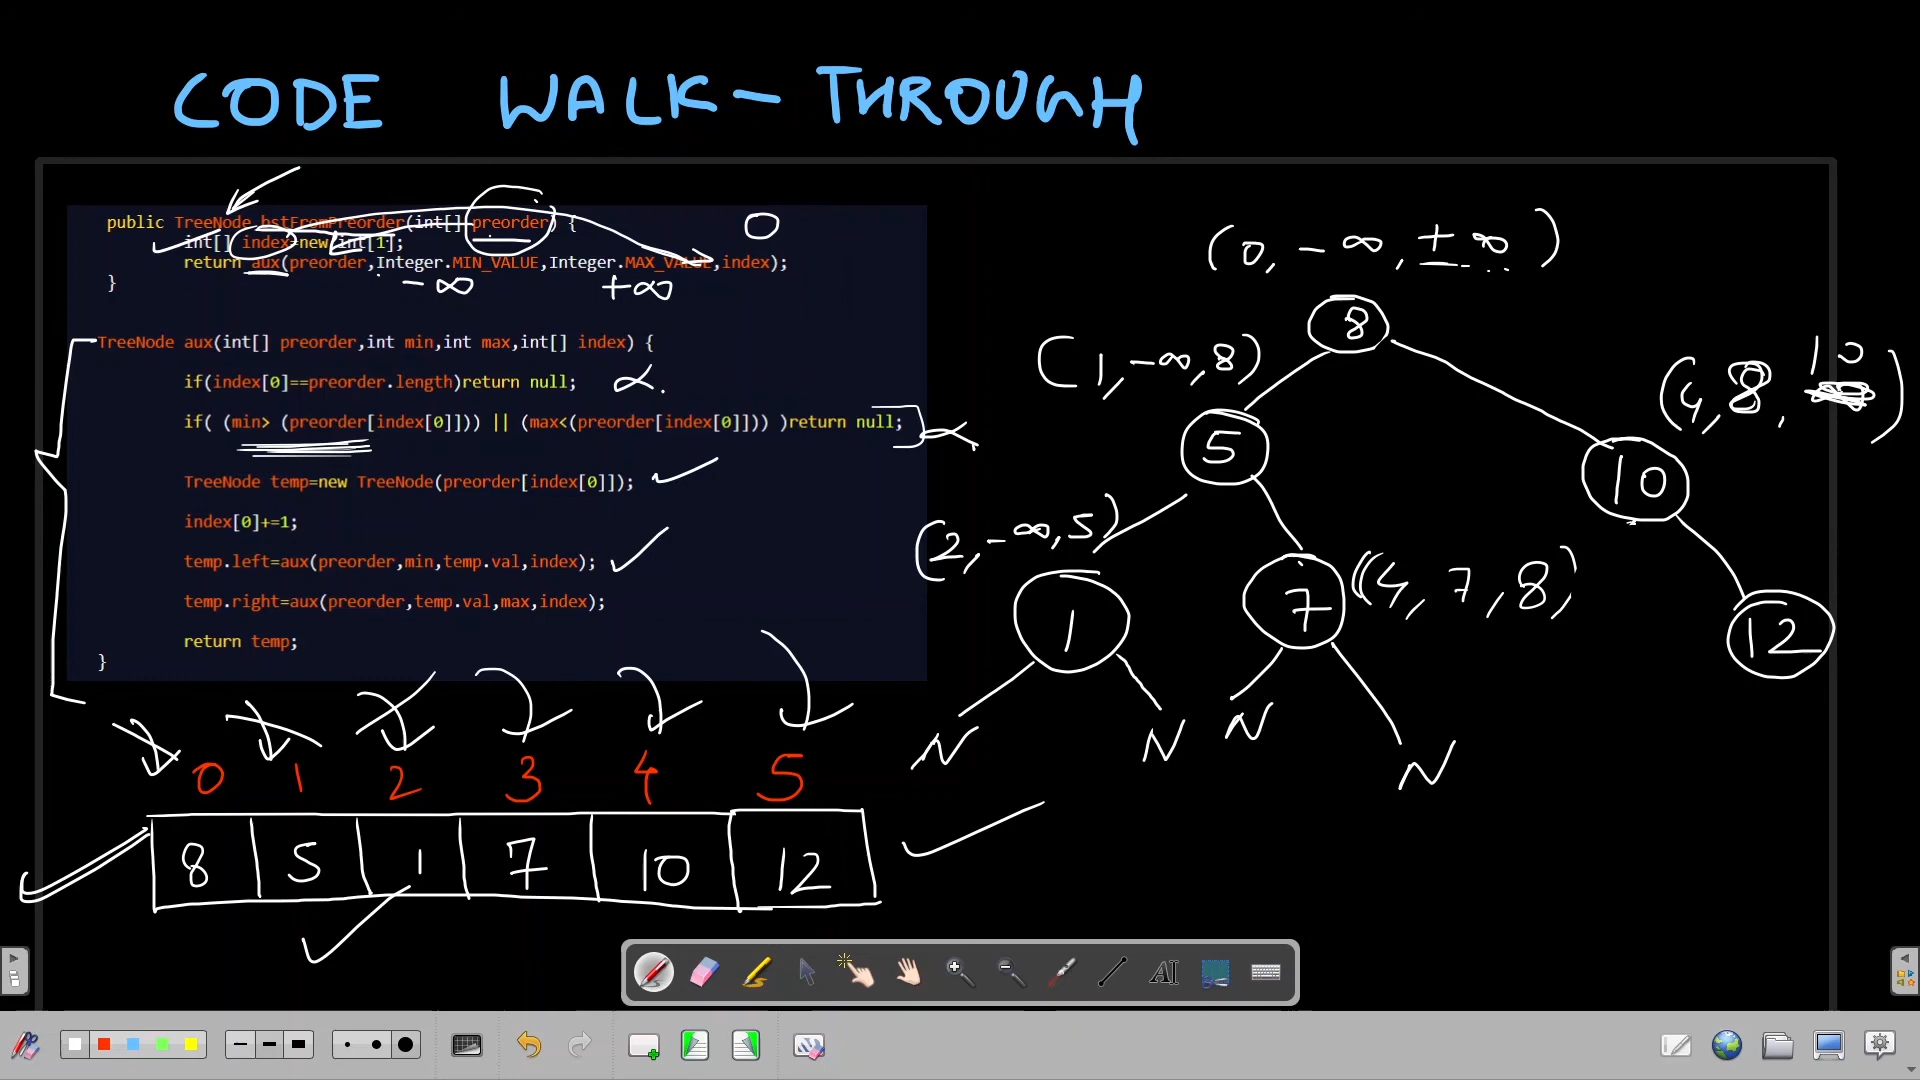 CODE WALK-THROUGH
public TreeNode bstFromPreorder(int[] preorder) {
int[] index=new int[1];
return aux(preorder,Integer.MIN_VALUE,Integer.MAX_VALUE,index);
}
0
-∞ +∞
TreeNode aux(int[] preorder,int min,int max,int[] index) {
if(index[0]==preorder.length)return null;
if( (min> (preorder[index[0]])) || (max<(preorder[index[0]])) )return null;
TreeNode temp=new TreeNode(preorder[index[0]]);
index[0]+=1;
temp.left=aux(preorder,min,temp.val,index);
temp.right=aux(preorder,temp.val,max,index);
return temp;
}
0 1 2 3 4 5
8 5 1 7 10 12
(0, -∞, +∞)
8
(1, -∞, 8)
(4, 8, 10)
5
10
(2, -∞, 5)
1
7
(4, 7, 8)
12
N N N N
AI